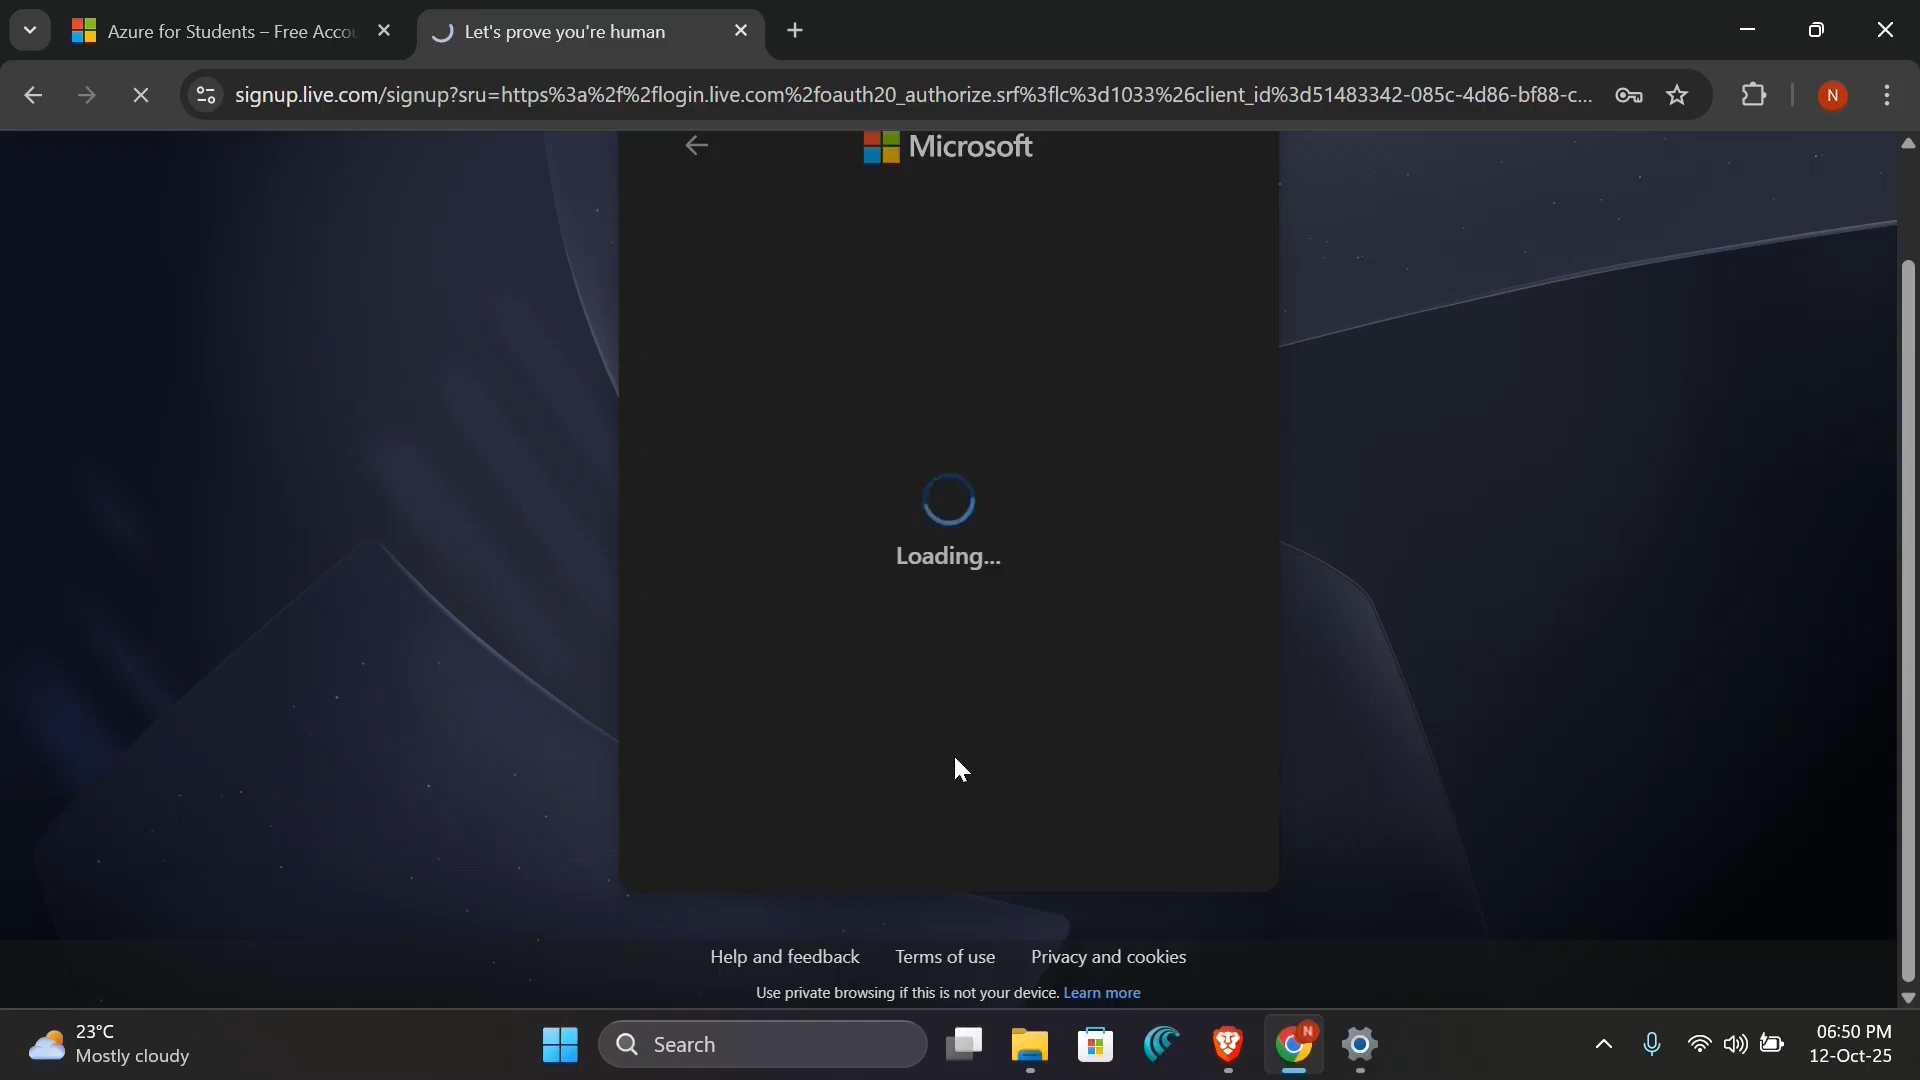 Azure for Students – Free Accou
Let's prove you're human
signup.live.com/signup?sru=https%3a%2f%2flogin.live.com%2foauth20_authorize.srf%3flc%3d1033%26client_id%3d51483342-085c-4d86-bf88-c...
N
Microsoft
Loading...
Help and feedback
Terms of use
Privacy and cookies
Use private browsing if this is not your device. Learn more
23°C
Mostly cloudy
Search
N
06:50 PM
12-Oct-25